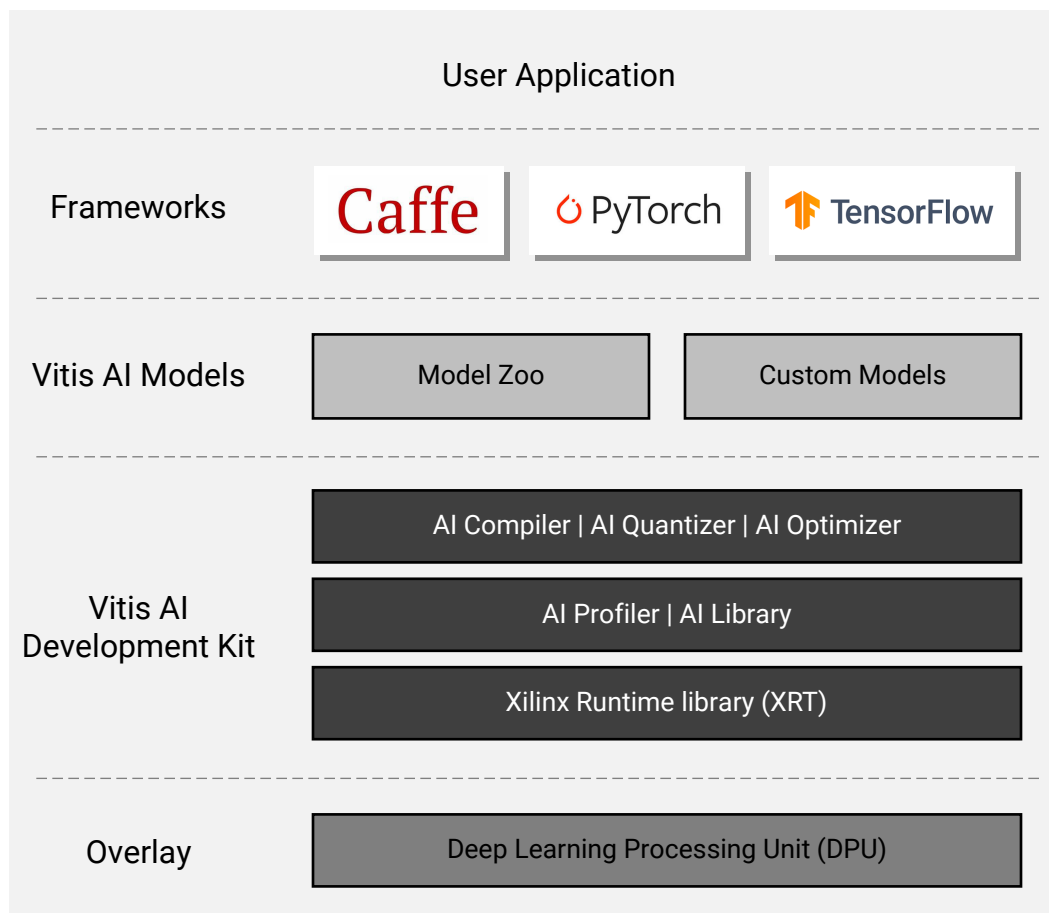 User Application
Frameworks
Caffe
PyTorch
TensorFlow
Vitis AI Models
Model Zoo
Custom Models
Vitis AI
Development Kit
AI Compiler | AI Quantizer | AI Optimizer
AI Profiler | AI Library
Xilinx Runtime library (XRT)
Overlay
Deep Learning Processing Unit (DPU)